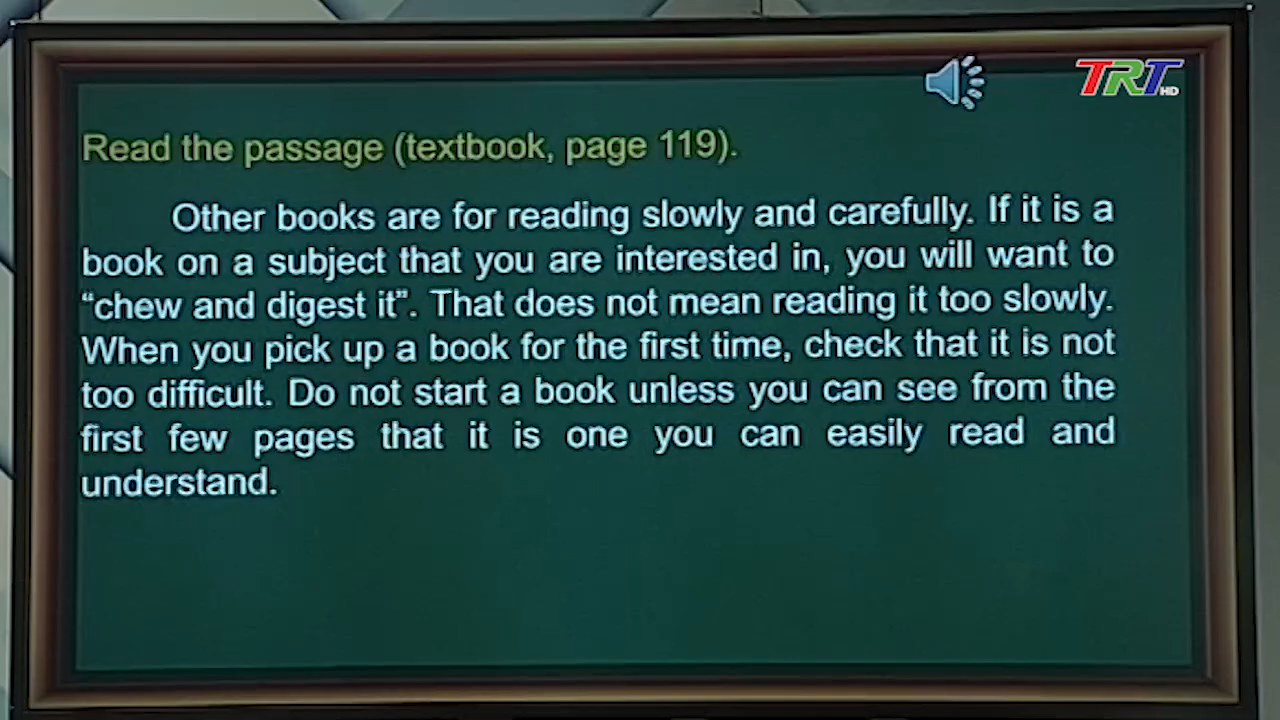 TRT HD
Read the passage (textbook, page 119).
Other books are for reading slowly and carefully. If it is a
book on a subject that you are interested in, you will want to
“chew and digest it”. That does not mean reading it too slowly.
When you pick up a book for the first time, check that it is not
too difficult. Do not start a book unless you can see from the
first few pages that it is one you can easily read and
understand.